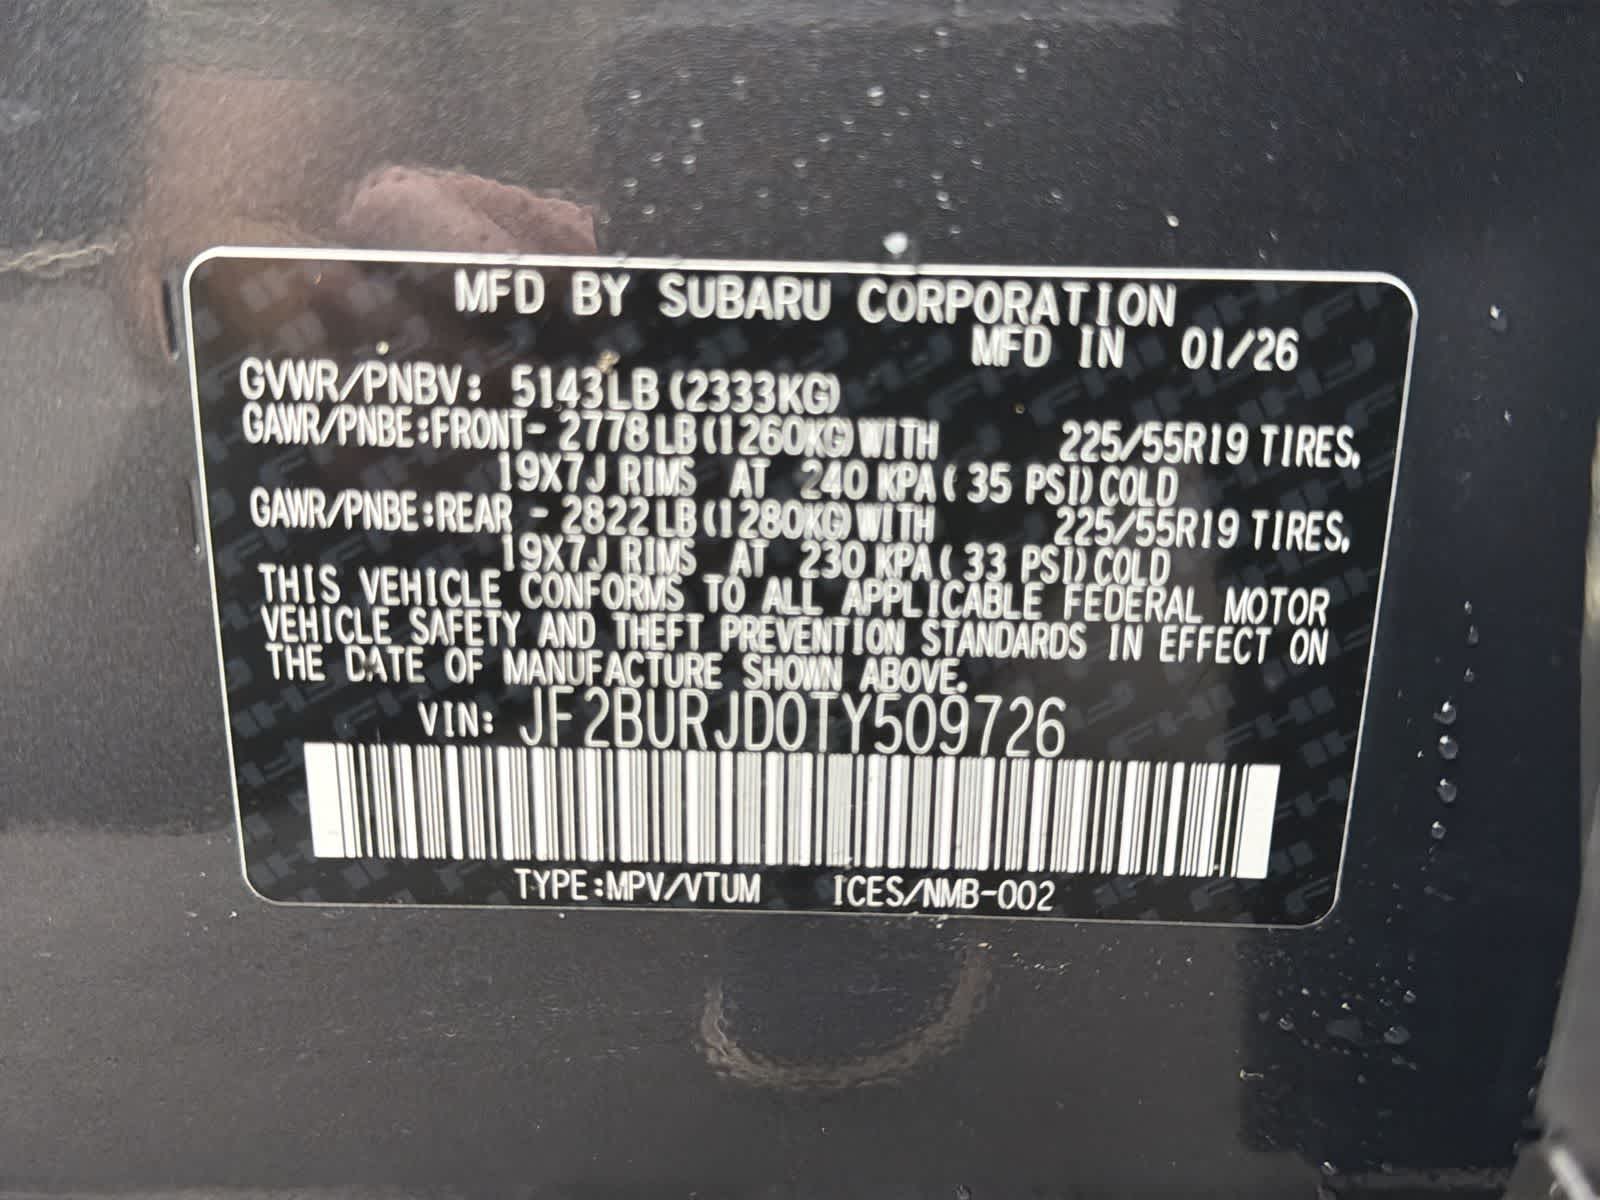 MFD BY SUBARU CORPORATION
MFD IN 01/26
GVWR/PNBV: 5143LB(2333KG)
GAWR/PNBE:FRONT- 2778LB(1260KG)WITH 225/55R19 TIRES,
19X7J RIMS AT 240 KPA( 35 PSI)COLD
GAWR/PNBE:REAR - 2822LB(1280KG)WITH 225/55R19 TIRES,
19X7J RIMS AT 230 KPA( 33 PSI)COLD
THIS VEHICLE CONFORMS TO ALL APPLICABLE FEDERAL MOTOR
VEHICLE SAFETY AND THEFT PREVENTION STANDARDS IN EFFECT ON
THE DATE OF MANUFACTURE SHOWN ABOVE.
VIN: JF2BURJD0TY509726
TYPE:MPV/VTUM ICES/NMB-002